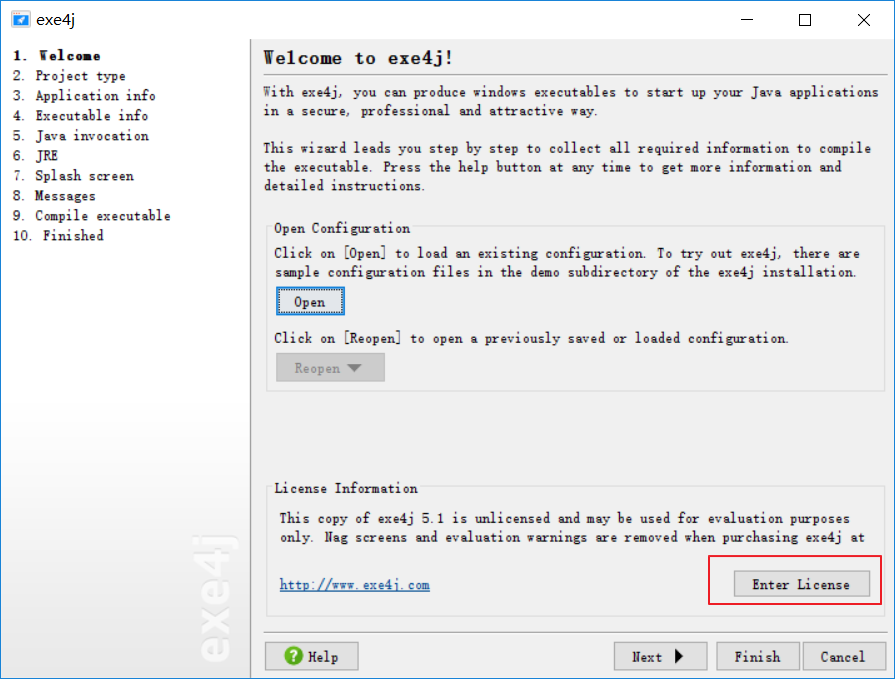 exe4j
1. Welcome
2. Project type
3. Application info
4. Executable info
5. Java invocation
6. JRE
7. Splash screen
8. Messages
9. Compile executable
10. Finished
exe4j
Welcome to exe4j!
With exe4j, you can produce windows executables to start up your Java applications
in a secure, professional and attractive way.
This wizard leads you step by step to collect all required information to compile
the executable. Press the help button at any time to get more information and
detailed instructions.
Open Configuration
Click on [Open] to load an existing configuration. To try out exe4j, there are
sample configuration files in the demo subdirectory of the exe4j installation.
Open
Click on [Reopen] to open a previously saved or loaded configuration.
Reopen
License Information
This copy of exe4j 5.1 is unlicensed and may be used for evaluation purposes
only. Nag screens and evaluation warnings are removed when purchasing exe4j at
http://www.exe4j.com
Enter License
Help
Next
Finish
Cancel